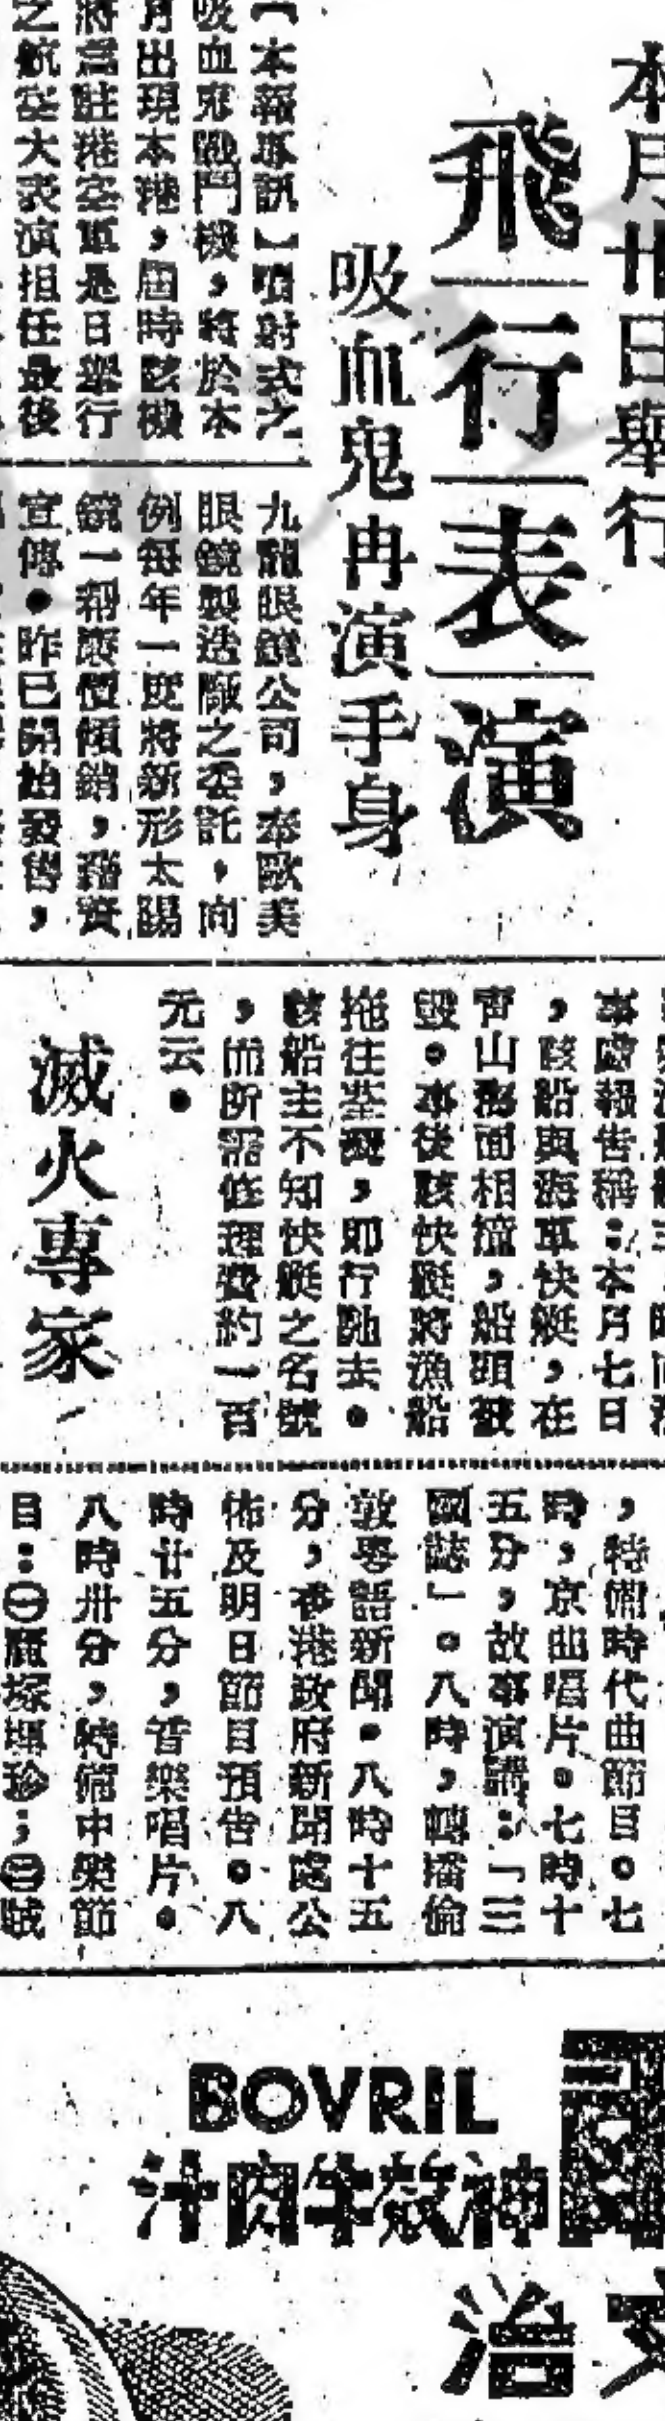 本月廿日舉行
飛行表演
吸血鬼再演手身
【本報專訊】噴射式之
吸血鬼戰鬥機，將於本
月出現本港，屆時該機
將為駐港空軍是日舉行
之航空大表演担任最後
九龍眼鏡公司，奉歐美
眼鏡製造廠之委託，向
例每年一度將新形太陽
鏡一幫廉價傾銷，藉資
宣傳●昨已開始發售，
事處報告稱：本月七日
，該船與海軍快艇，在
青山海面相撞，船頭被
毀。事後該快艇將漁船
拖往荃灣，即行駛去。
該船主不知快艇之名號
，而所需修理費約一百
元云●
滅火專家
，特備時代曲節目。七
時，京曲唱片。七時十
五分，故事演講：「三
國誌」。八時，轉播倫
敦粵語新聞。八時十五
分，香港政府新聞處公
佈及明日節目預告。八
時廿五分，音樂唱片。
八時卅分，特備中樂節
目：㊀
BOVRIL
神效牛肉汁
治